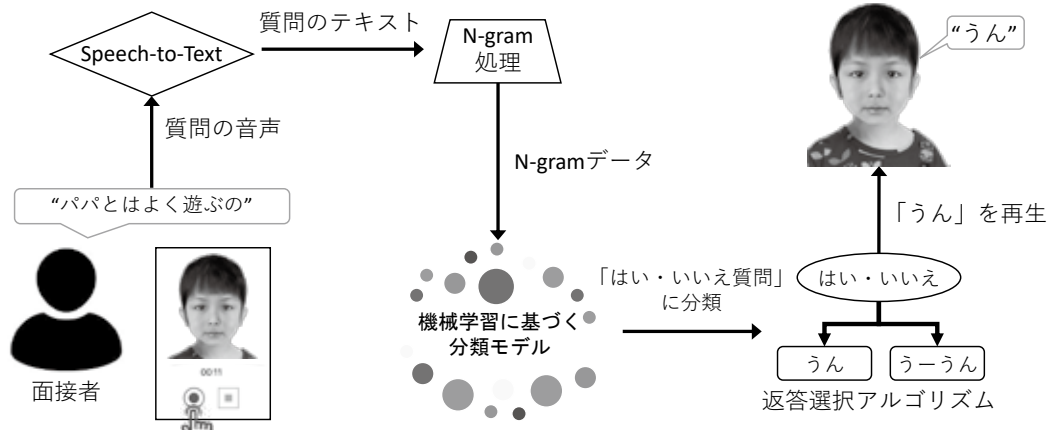 質問のテキスト
Speech-to-Text
N-gram
処理
“うん”
質問の音声
N-gramデータ
“パパとはよく遊ぶの”
「うん」を再生
「はい・いいえ質問」
に分類
はい・いいえ
機械学習に基づく
分類モデル
うん
うーうん
00:11
面接者
返答選択アルゴリズム